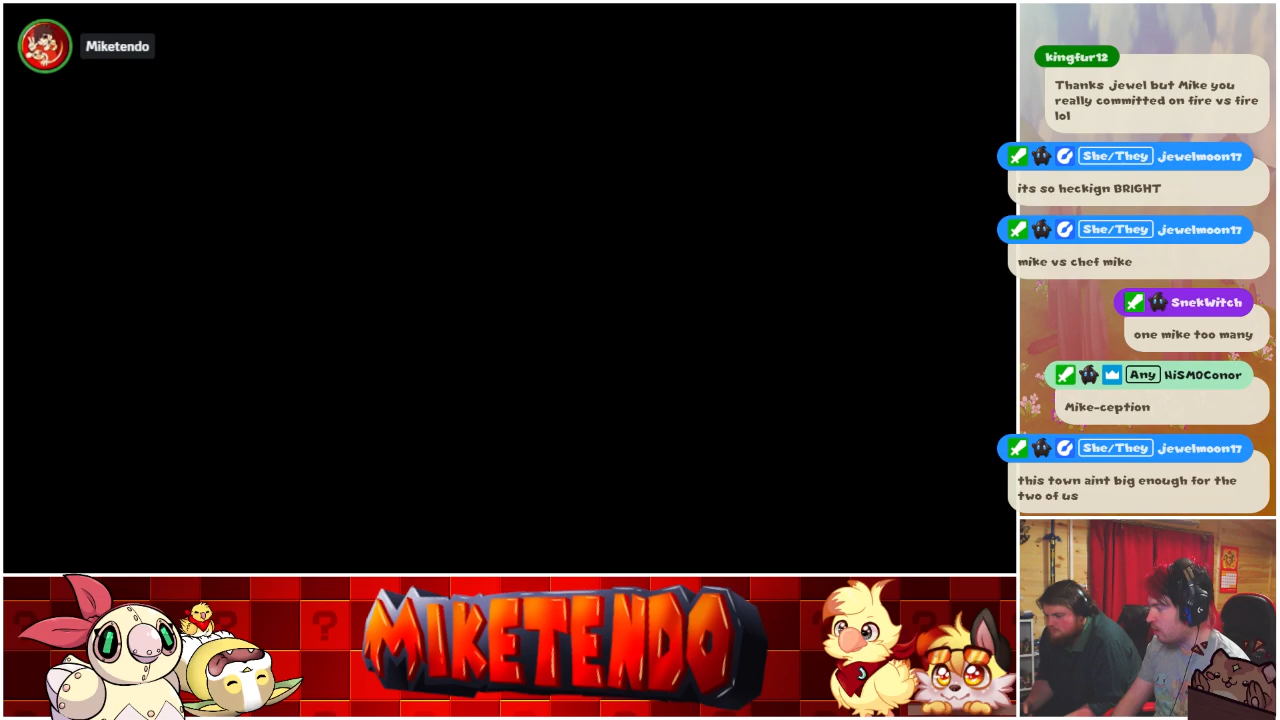 Miketendo
kingfur12
Thanks jewel but Mike you
really committed on fire vs fire
lol
She/They jewelmoon17
its so heckign BRIGHT
She/They jewelmoon17
mike vs chef mike
SnekWitch
one mike too many
Any NiSMOConor
Mike-ception
She/They jewelmoon17
this town aint big enough for the
two of us
MIKETENDO